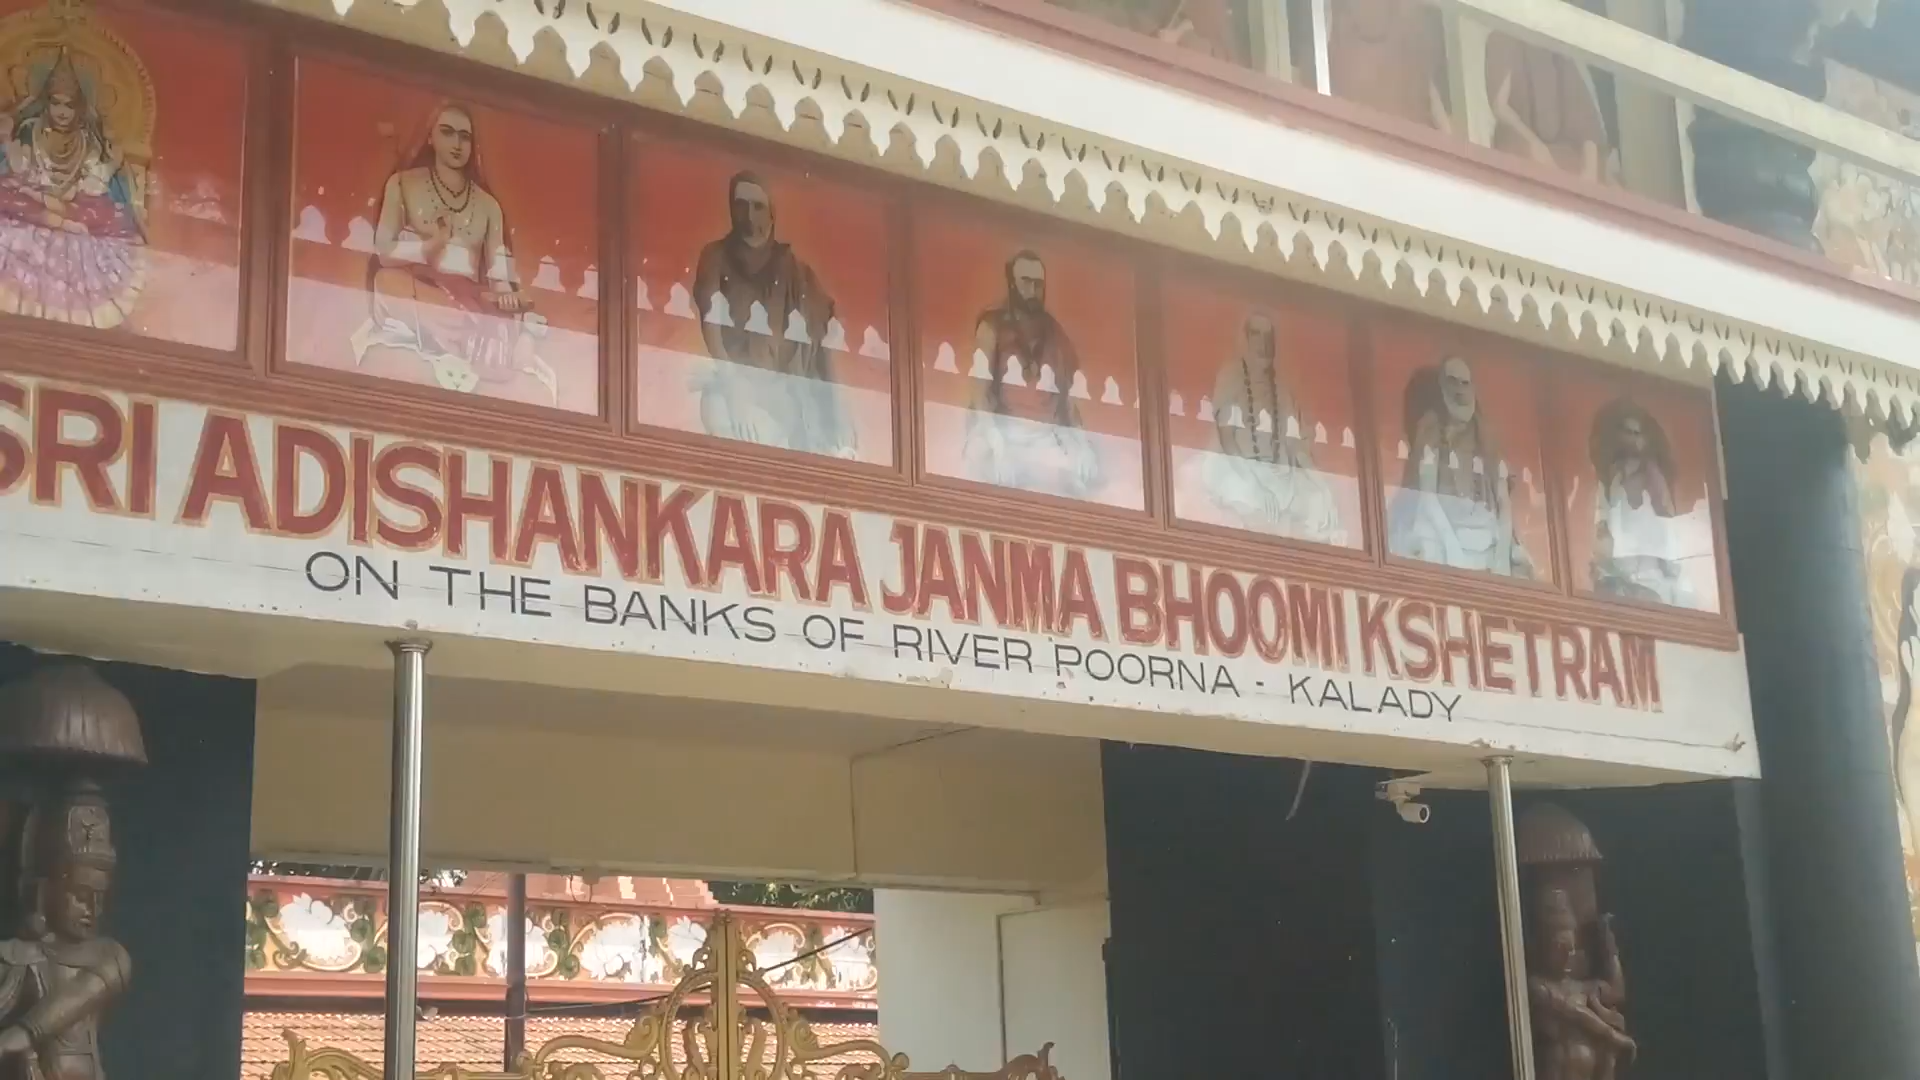 SRI ADISHANKARA JANMA BHOOMI KSHETRAM
ON THE BANKS OF RIVER POORNA - KALADY